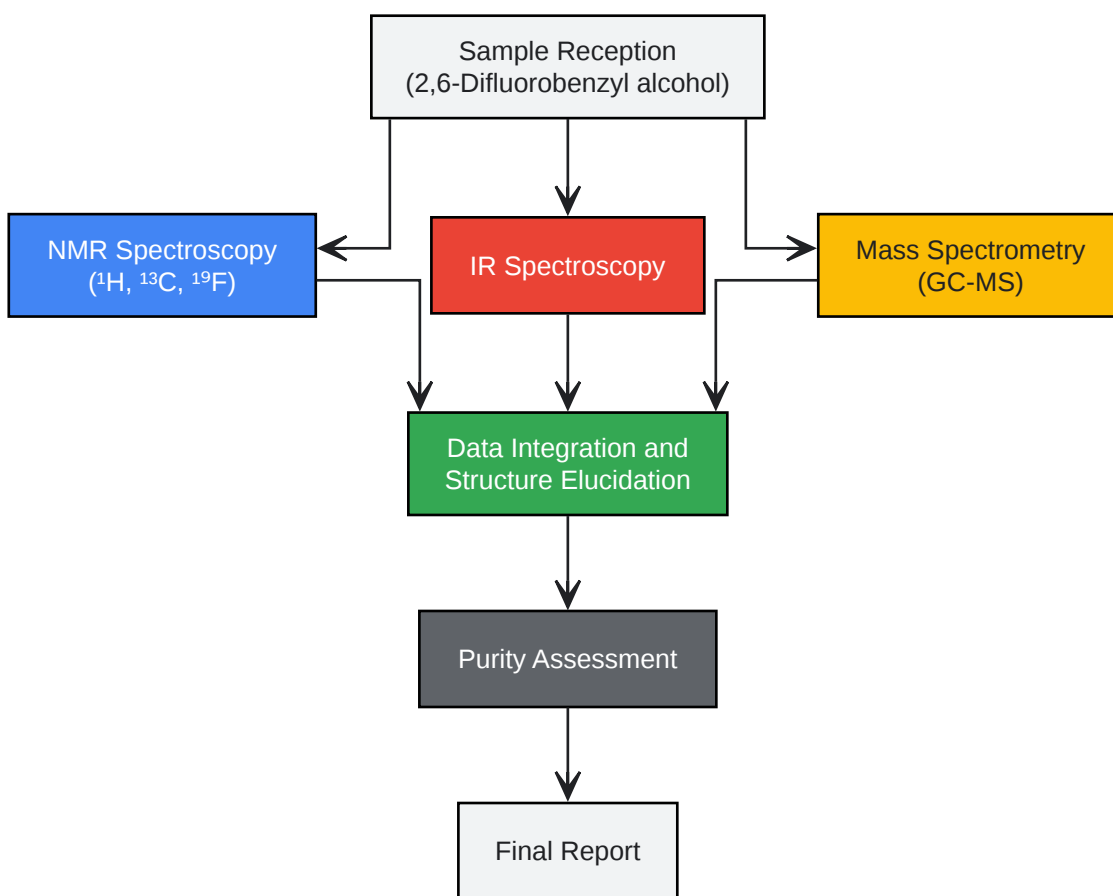 Sample Reception
(2,6-Difluorobenzyl alcohol)
NMR Spectroscopy
(¹H, ¹³C, ¹⁹F)
IR Spectroscopy
Mass Spectrometry
(GC-MS)
Data Integration and
Structure Elucidation
Purity Assessment
Final Report